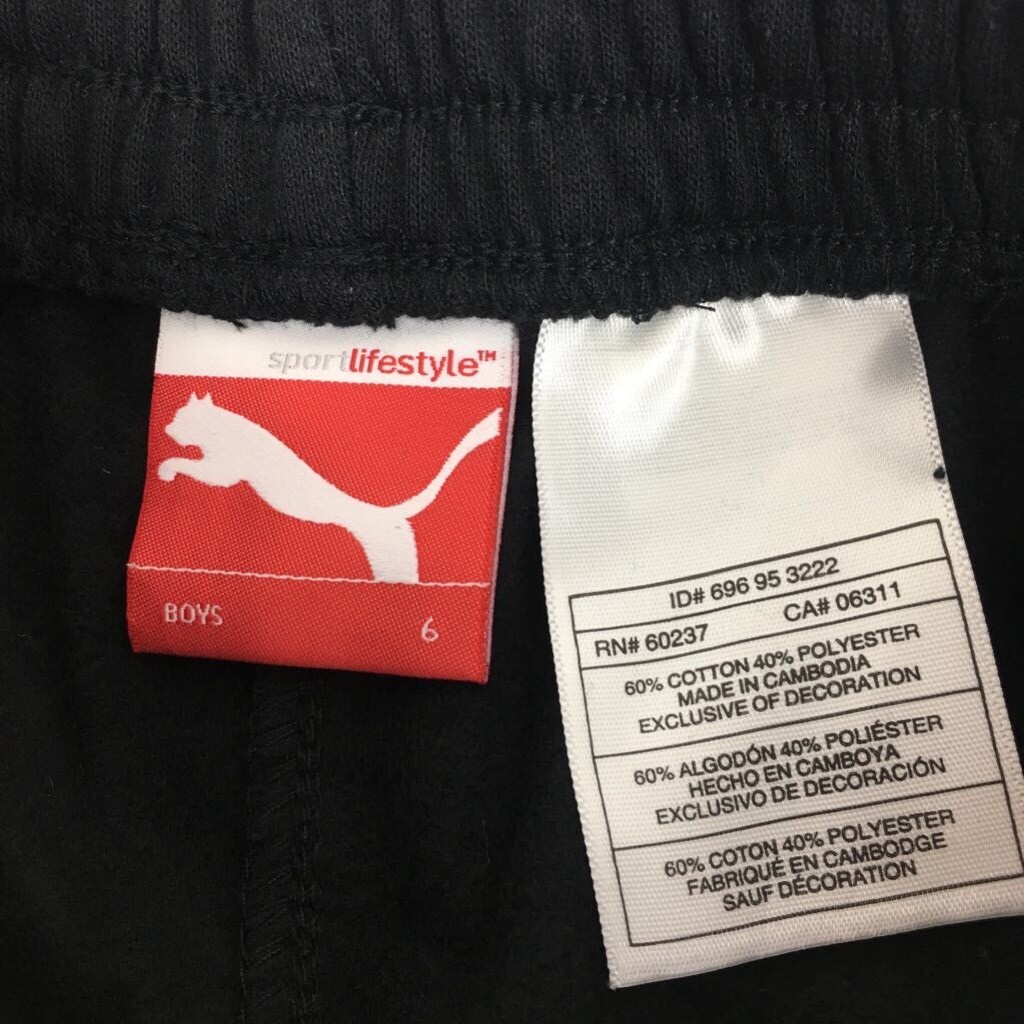 sportlifestyle™
BOYS 6
ID# 696 95 3222
RN# 60237 CA# 06311
60% COTTON 40% POLYESTER
MADE IN CAMBODIA
EXCLUSIVE OF DECORATION
60% ALGODÓN 40% POLIÉSTER
HECHO EN CAMBOYA
EXCLUSIVO DE DECORACIÓN
60% COTON 40% POLYESTER
FABRIQUÉ EN CAMBODGE
SAUF DÉCORATION